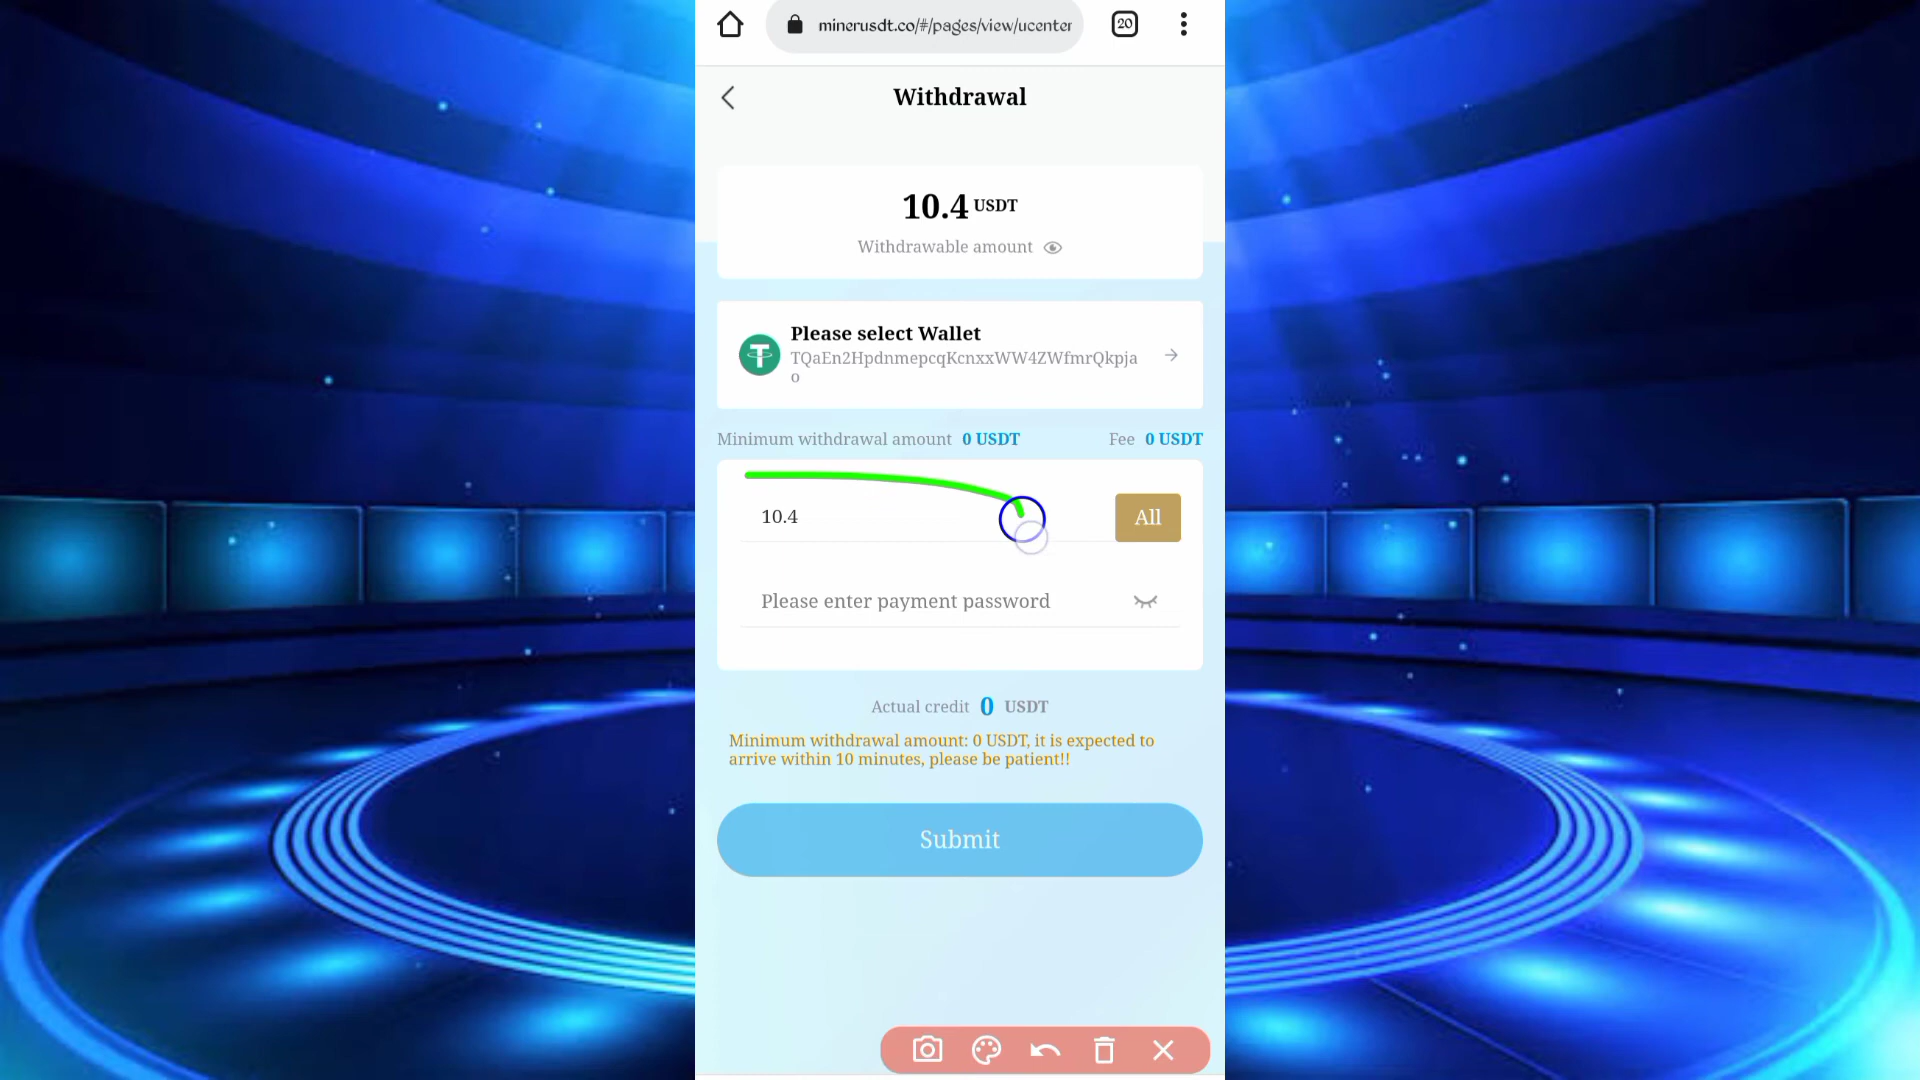 minerusdt.co/#/pages/view/ucenter
20
Withdrawal
10.4 USDT
Withdrawable amount
Please select Wallet
TQaEn2HpdnmepcqKcnxxWW4ZWfmrQkpja
o
Minimum withdrawal amount 0 USDT Fee 0 USDT
10.4
All
Please enter payment password
Actual credit 0 USDT
Minimum withdrawal amount: 0 USDT, it is expected to
arrive within 10 minutes, please be patient!!
Submit